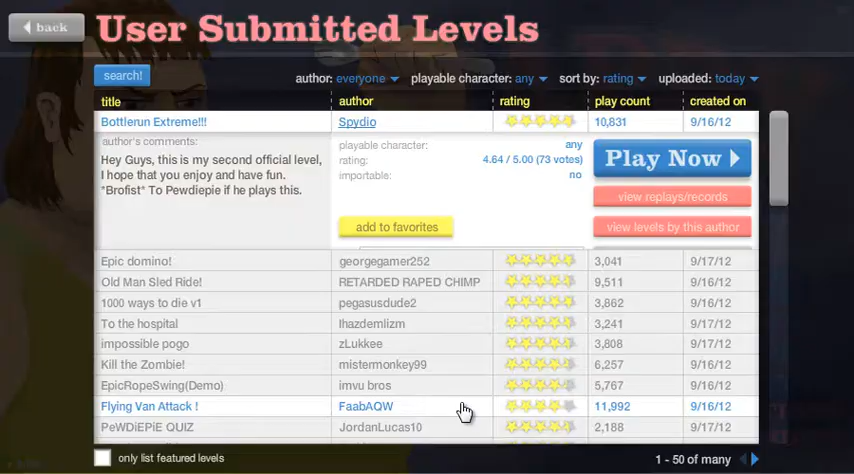 back
User Submitted Levels
search!
author: everyone playable character: any sort by: rating uploaded: today
title author rating play count created on
Bottlerun Extreme!!! Spydio 10,831 9/16/12
author's comments:
Hey Guys, this is my second official level,
I hope that you enjoy and have fun.
*Brofist* To Pewdiepie if he plays this.
playable character: any
rating: 4.64 / 5.00 (73 votes)
importable: no
add to favorites
Play Now
view replays/records
view levels by this author
Epic domino! georgegamer252 3,041 9/17/12
Old Man Sled Ride! RETARDED RAPED CHIMP 9,511 9/16/12
1000 ways to die v1 pegasusdude2 3,862 9/16/12
To the hospital Ihazdemlizm 3,241 9/17/12
impossible pogo zLukkee 3,808 9/17/12
Kill the Zombie! mistermonkey99 6,257 9/16/12
EpicRopeSwing(Demo) imvu bros 5,767 9/16/12
Flying Van Attack ! FaabAQW 11,992 9/16/12
PeWDiEPiE QUIZ JordanLucas10 2,188 9/17/12
only list featured levels
1 - 50 of many